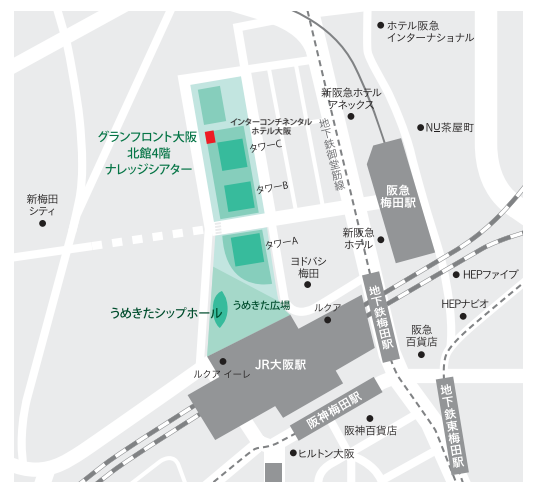 ホテル阪急
インターナショナル
新阪急ホテル
アネックス
インターコンチネンタル
ホテル大阪
NU茶屋町
グランフロント大阪
北館4階
ナレッジシアター
タワーC
地下鉄御堂筋線
タワーB
阪急
梅田駅
新梅田
シティ
新阪急
ホテル
タワーA
ヨドバシ
梅田
HEPファイブ
地下鉄梅田駅
うめきた広場
うめきたシップホール
ルクア
HEPナビオ
阪急
百貨店
JR大阪駅
ルクア イーレ
阪神梅田駅
地下鉄東梅田駅
阪神百貨店
ヒルトン大阪